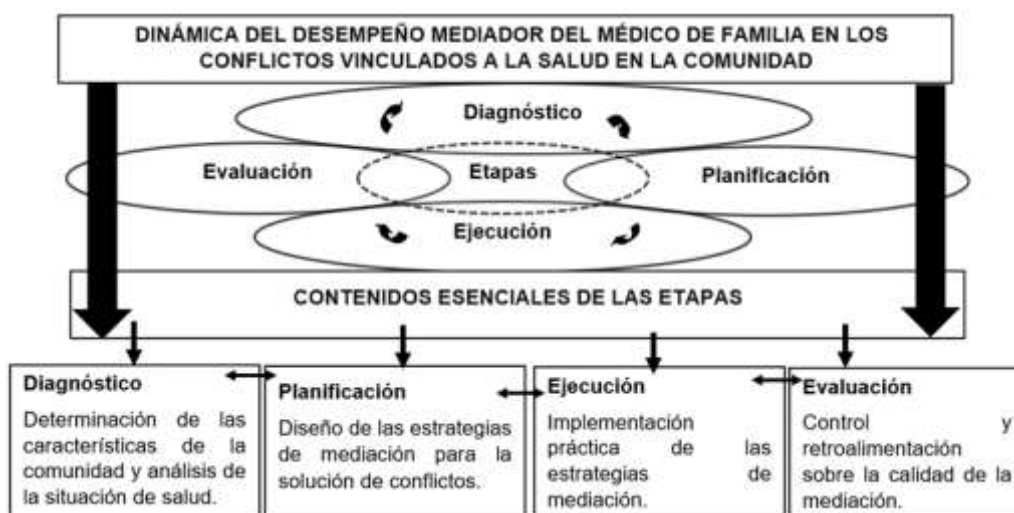 DINÁMICA DEL DESEMPEÑO MEDIADOR DEL MÉDICO DE FAMILIA EN LOS
CONFLICTOS VINCULADOS A LA SALUD EN LA COMUNIDAD
Diagnóstico
Evaluación
Etapas
Planificación
Ejecución
CONTENIDOS ESENCIALES DE LAS ETAPAS
Diagnóstico
Determinación de las
características de la
comunidad y análisis de
la situación de salud.
Planificación
Diseño de las estrategias
de mediación para la
solución de conflictos.
Ejecución
Implementación
práctica de las
estrategias de
mediación.
Evaluación
Control y
retroalimentación
sobre la calidad de la
mediación.